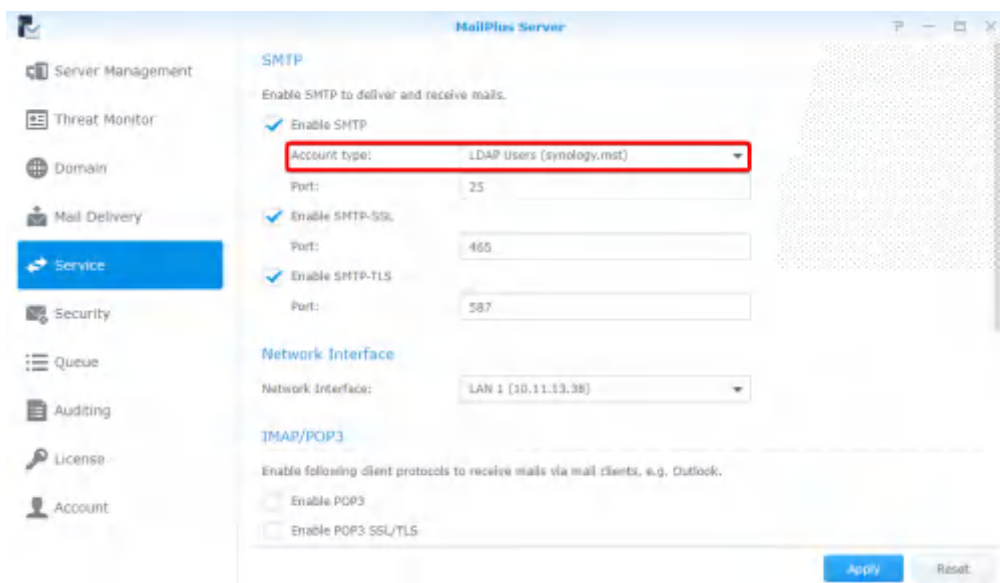 MailPlus Server
Server Management
Threat Monitor
Domain
Mail Delivery
Service
Security
Queue
Auditing
License
Account
SMTP
Enable SMTP to deliver and receive mails.
Enable SMTP
Account type: LDAP Users (synology.mst)
Port: 25
Enable SMTP-SSL
Port: 465
Enable SMTP-TLS
Port: 587
Network Interface
Network Interface: LAN 1 (10.11.13.38)
IMAP/POP3
Enable following client protocols to receive mails via mail clients, e.g. Outlook.
Enable POP3
Enable POP3 SSL/TLS
Apply Reset